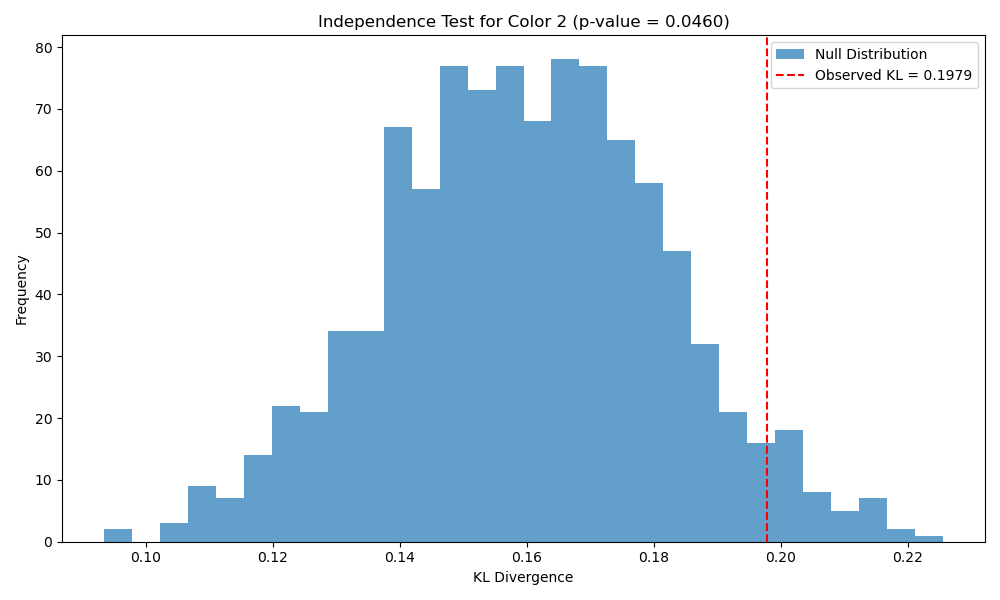 Independence Test for Color 2 (p-value = 0.0460)
Null Distribution
Observed KL = 0.1979
Frequency
80
70
60
50
40
30
20
10
0
0.10 0.12 0.14 0.16 0.18 0.20 0.22
KL Divergence